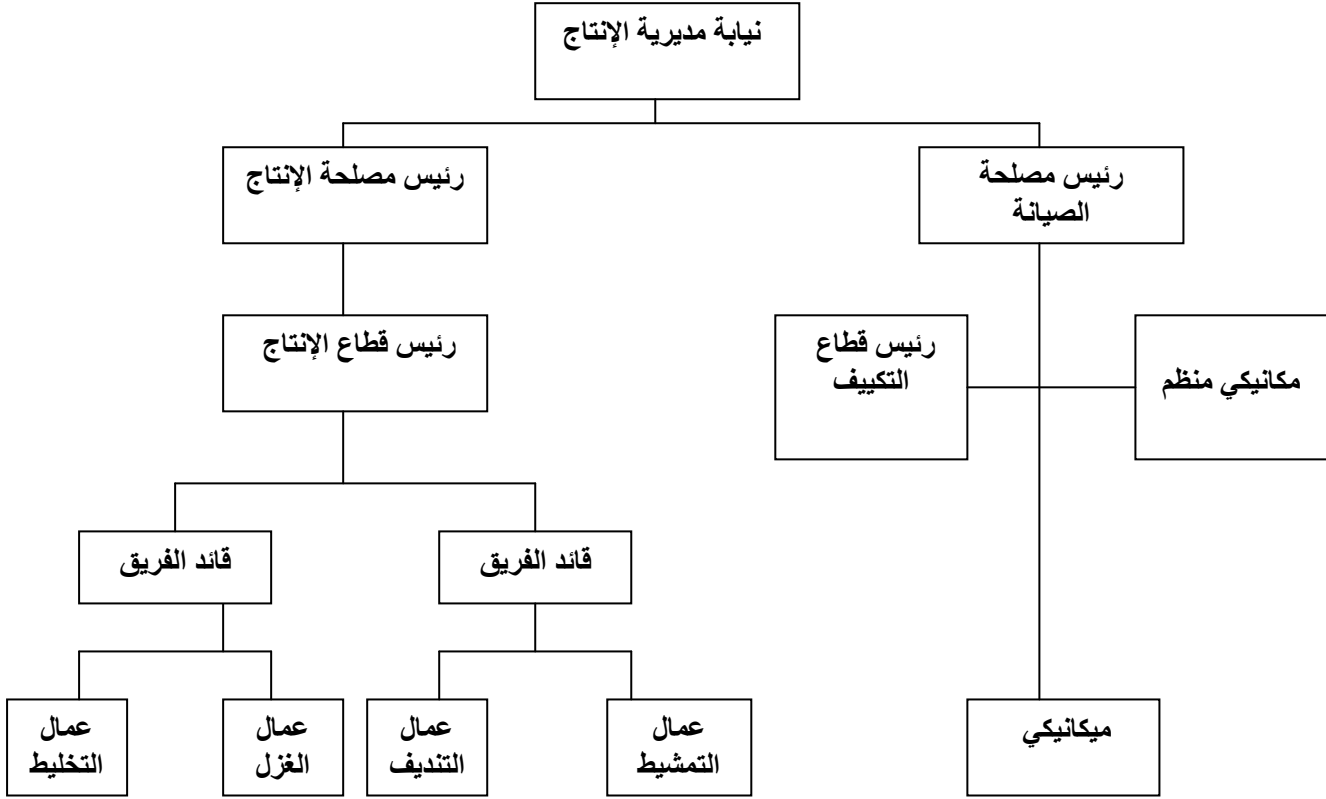 نيابة مديرية الإنتاج
رئيس مصلحة
الصيانة
رئيس مصلحة الإنتاج
مكانيكي منظم
رئيس قطاع
التكييف
رئيس قطاع الإنتاج
قائد الفريق
قائد الفريق
ميكانيكي
عمال
التمشيط
عمال
التنديف
عمال
الغزل
عمال
التخليط